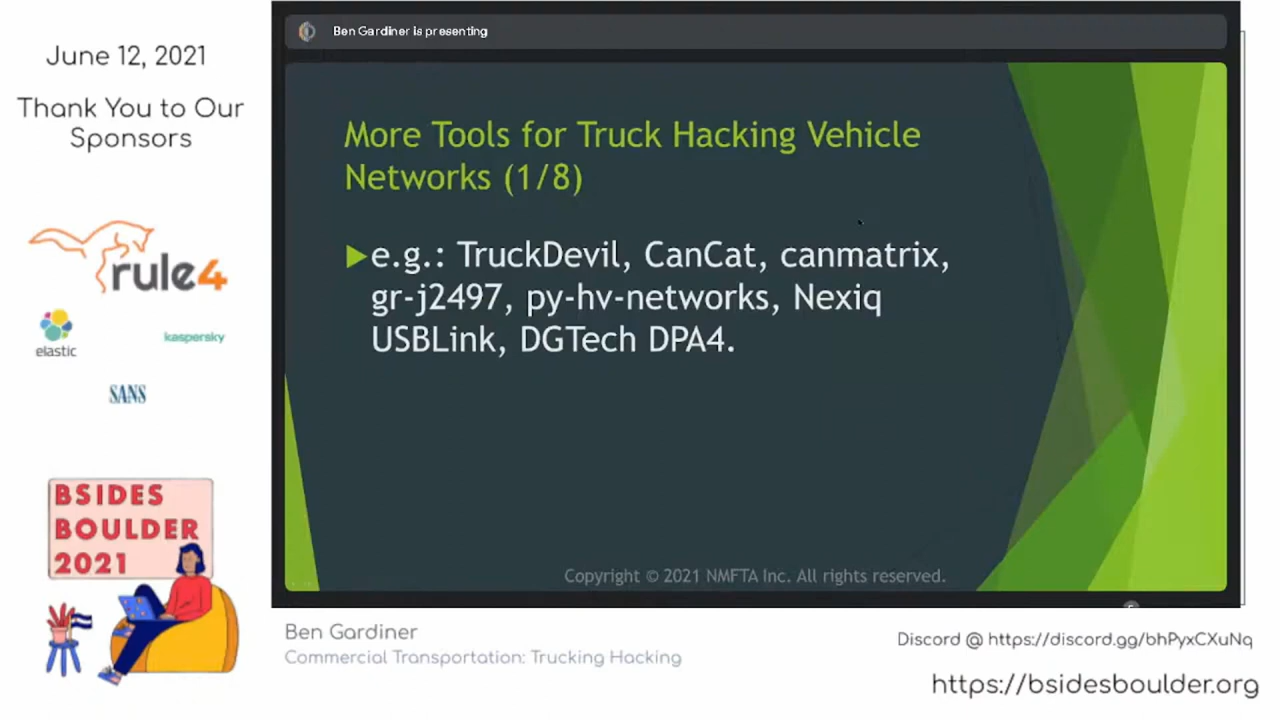 June 12, 2021
Thank You to Our
Sponsors
rule4
elastic
kaspersky
SANS
BSIDES
BOULDER
2021
Ben Gardiner is presenting
More Tools for Truck Hacking Vehicle
Networks (1/8)
e.g.: TruckDevil, CanCat, canmatrix,
gr-j2497, py-hv-networks, Nexiq
USBLink, DGTech DPA4.
Copyright © 2021 NMFTA Inc. All rights reserved.
Ben Gardiner
Commercial Transportation: Trucking Hacking
Discord @ https://discord.gg/bhPyxCXuNq
https://bsidesboulder.org